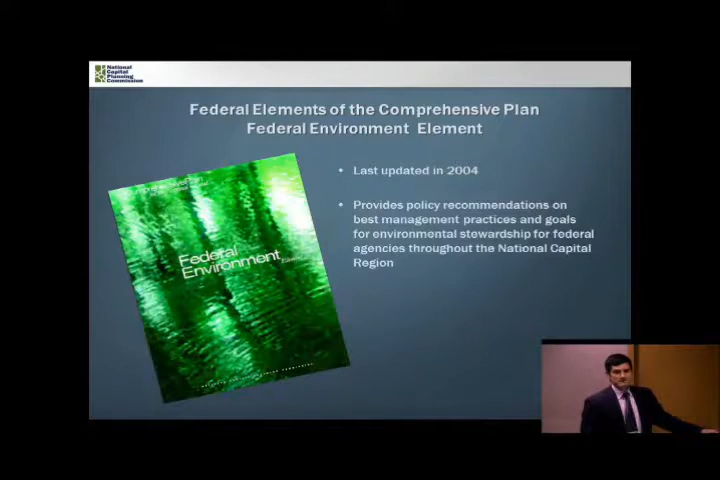 National
Capital
Planning
Commission
Federal Elements of the Comprehensive Plan
Federal Environment Element
• Last updated in 2004
• Provides policy recommendations on
best management practices and goals
for environmental stewardship for federal
agencies throughout the National Capital
Region
Federal
Environment